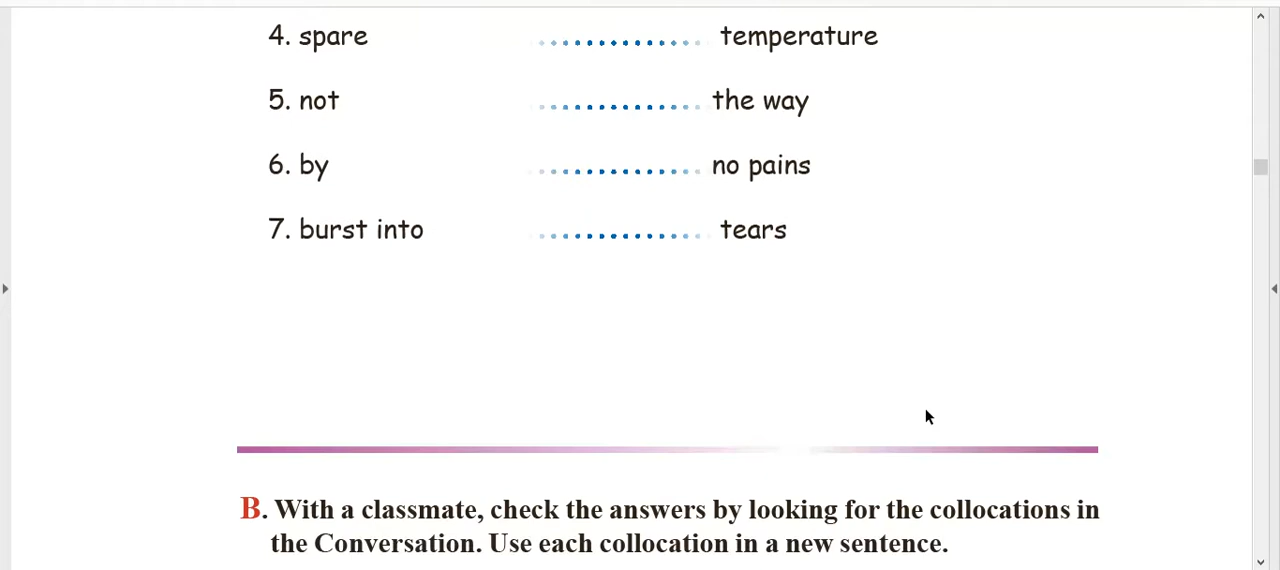 4. spare ............. temperature
5. not ............. the way
6. by ............. no pains
7. burst into ............. tears
B. With a classmate, check the answers by looking for the collocations in
the Conversation. Use each collocation in a new sentence.